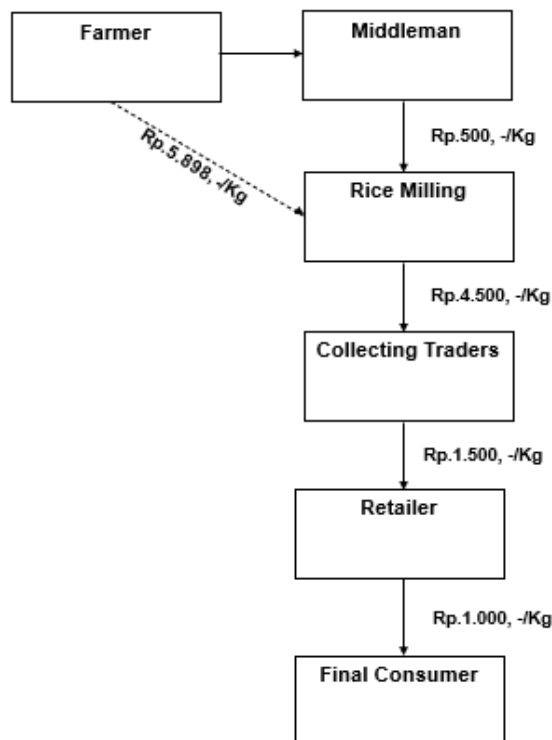 Farmer
Middleman
Rp.500, -/Kg
Rp.5.898, -/Kg
Rice Milling
Rp.4.500, -/Kg
Collecting Traders
Rp.1.500, -/Kg
Retailer
Rp.1.000, -/Kg
Final Consumer